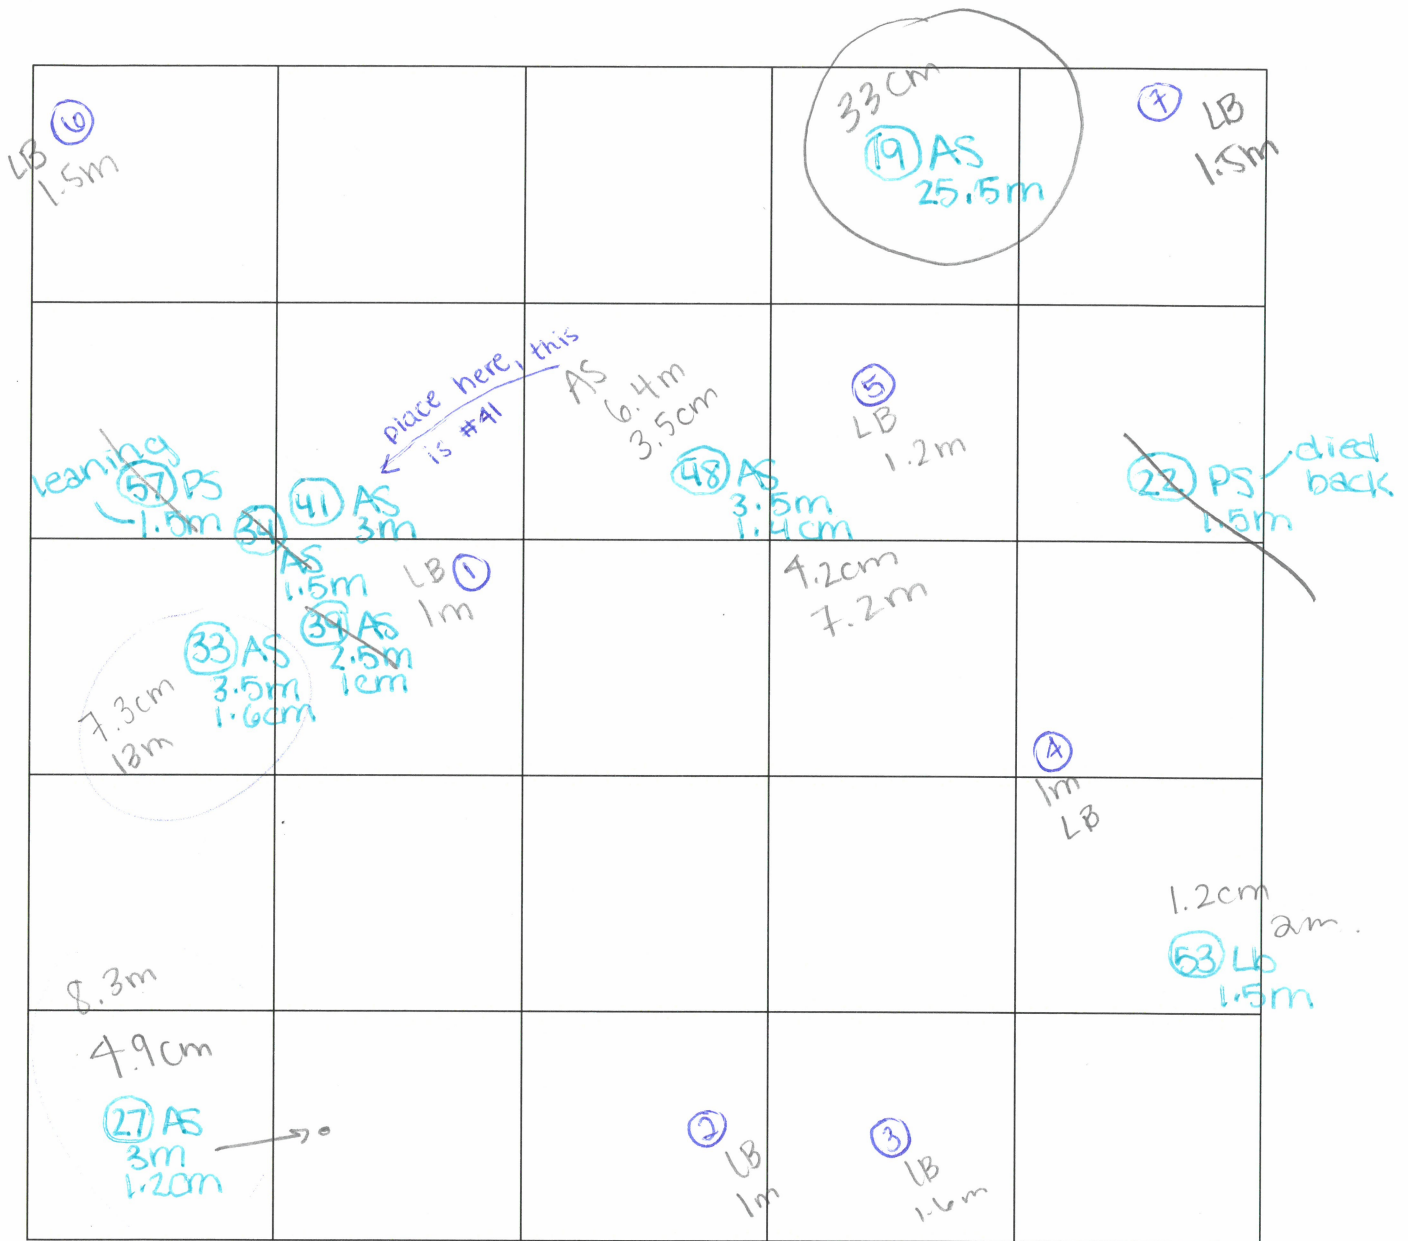 33cm
19 AS
25.5m
7 LB
1.5m
6
LB
1.5m
place here, this
is #41
AS
6.4m
3.5cm
5
LB
1.2m
leaning
57 PS
1.5m
41 AS
3m
48 AS
3.5m
1.4cm
22 PS
1.5m
died
back
34
AS
1.5m
LB 1
1m
4.2cm
7.2m
39 AS
2.5m
1cm
33 AS
3.5m
1.6cm
7.3cm
13m
4
1m
LB
1.2cm
2m.
53 Lb
1.5m
8.3m
4.9cm
27 AS
3m
1.2cm
2
LB
1m
3
LB
1.6m